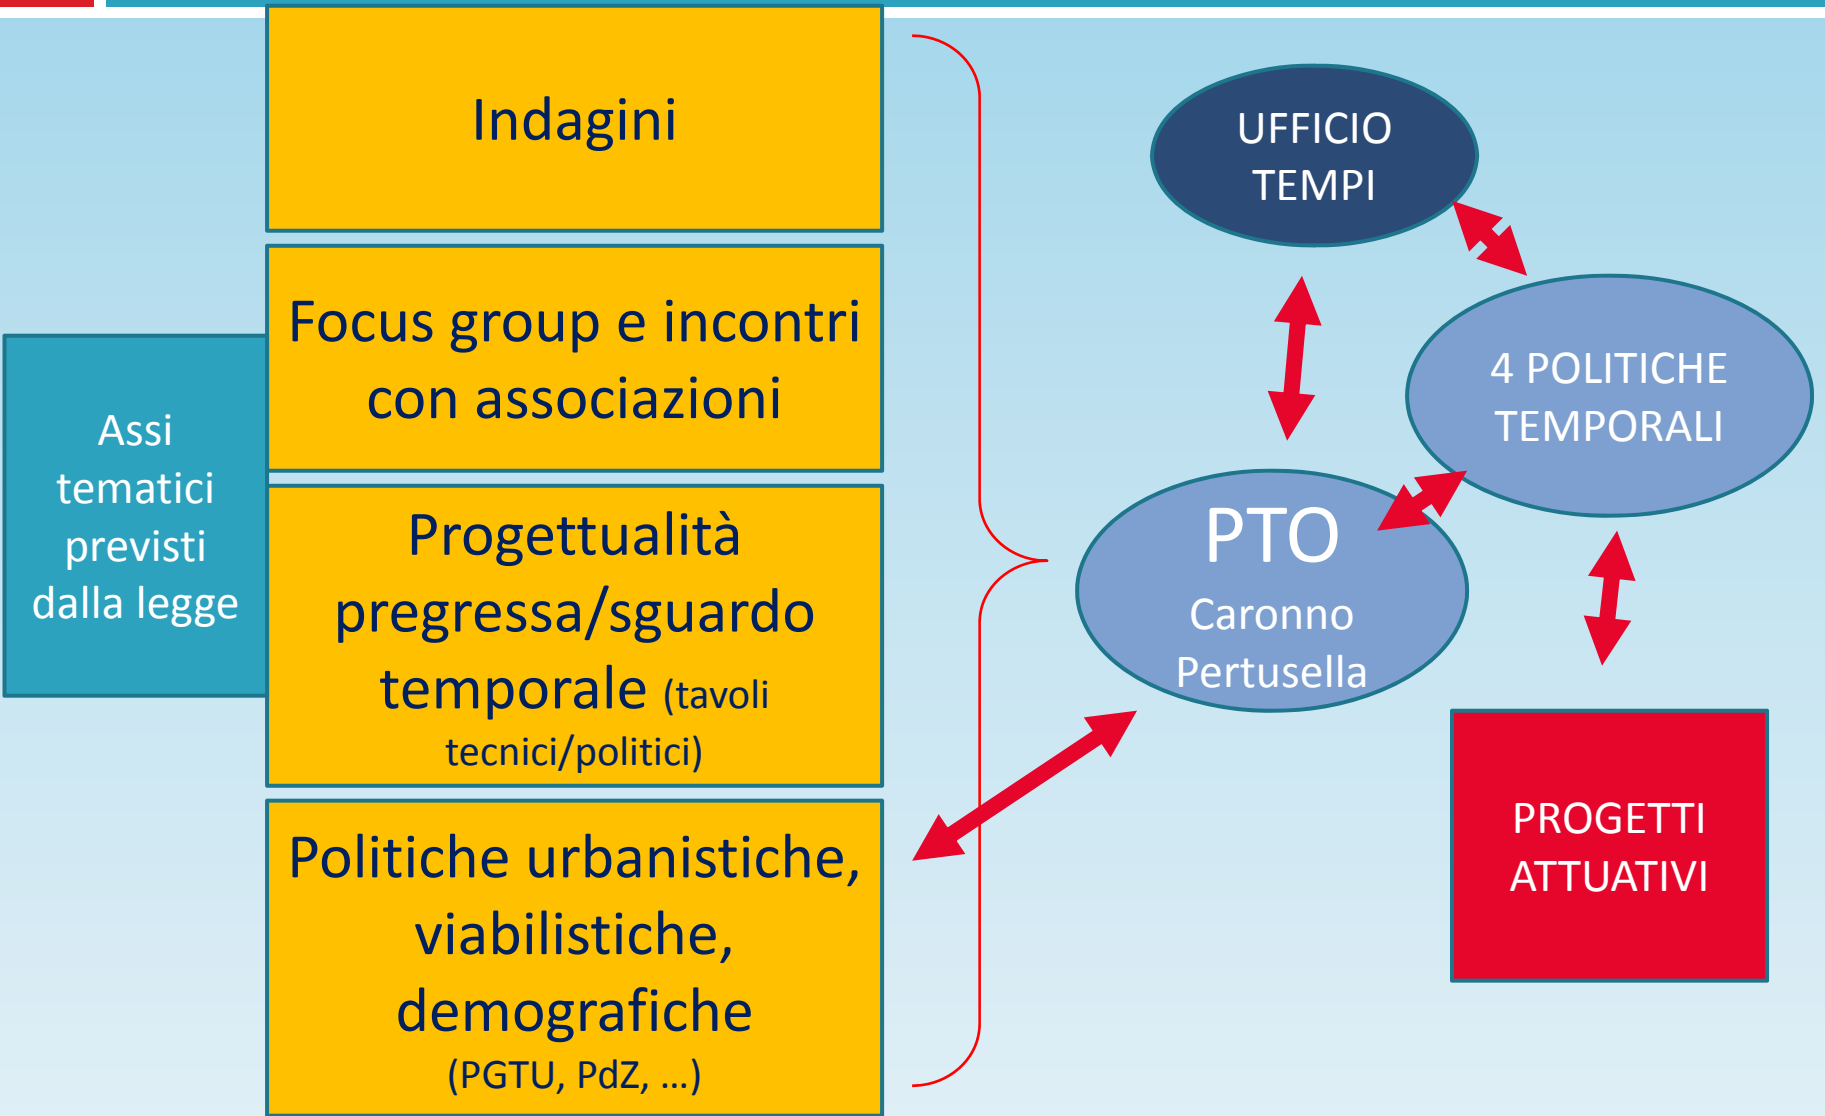 Indagini
Focus group e incontri
con associazioni
Assi
tematici
previsti
dalla legge
Progettualità
pregressa/sguardo
temporale (tavoli
tecnici/politici)
Politiche urbanistiche,
viabilistiche,
demografiche
(PGTU, PdZ, …)
UFFICIO
TEMPI
4 POLITICHE
TEMPORALI
PTO
Caronno
Pertusella
PROGETTI
ATTUATIVI